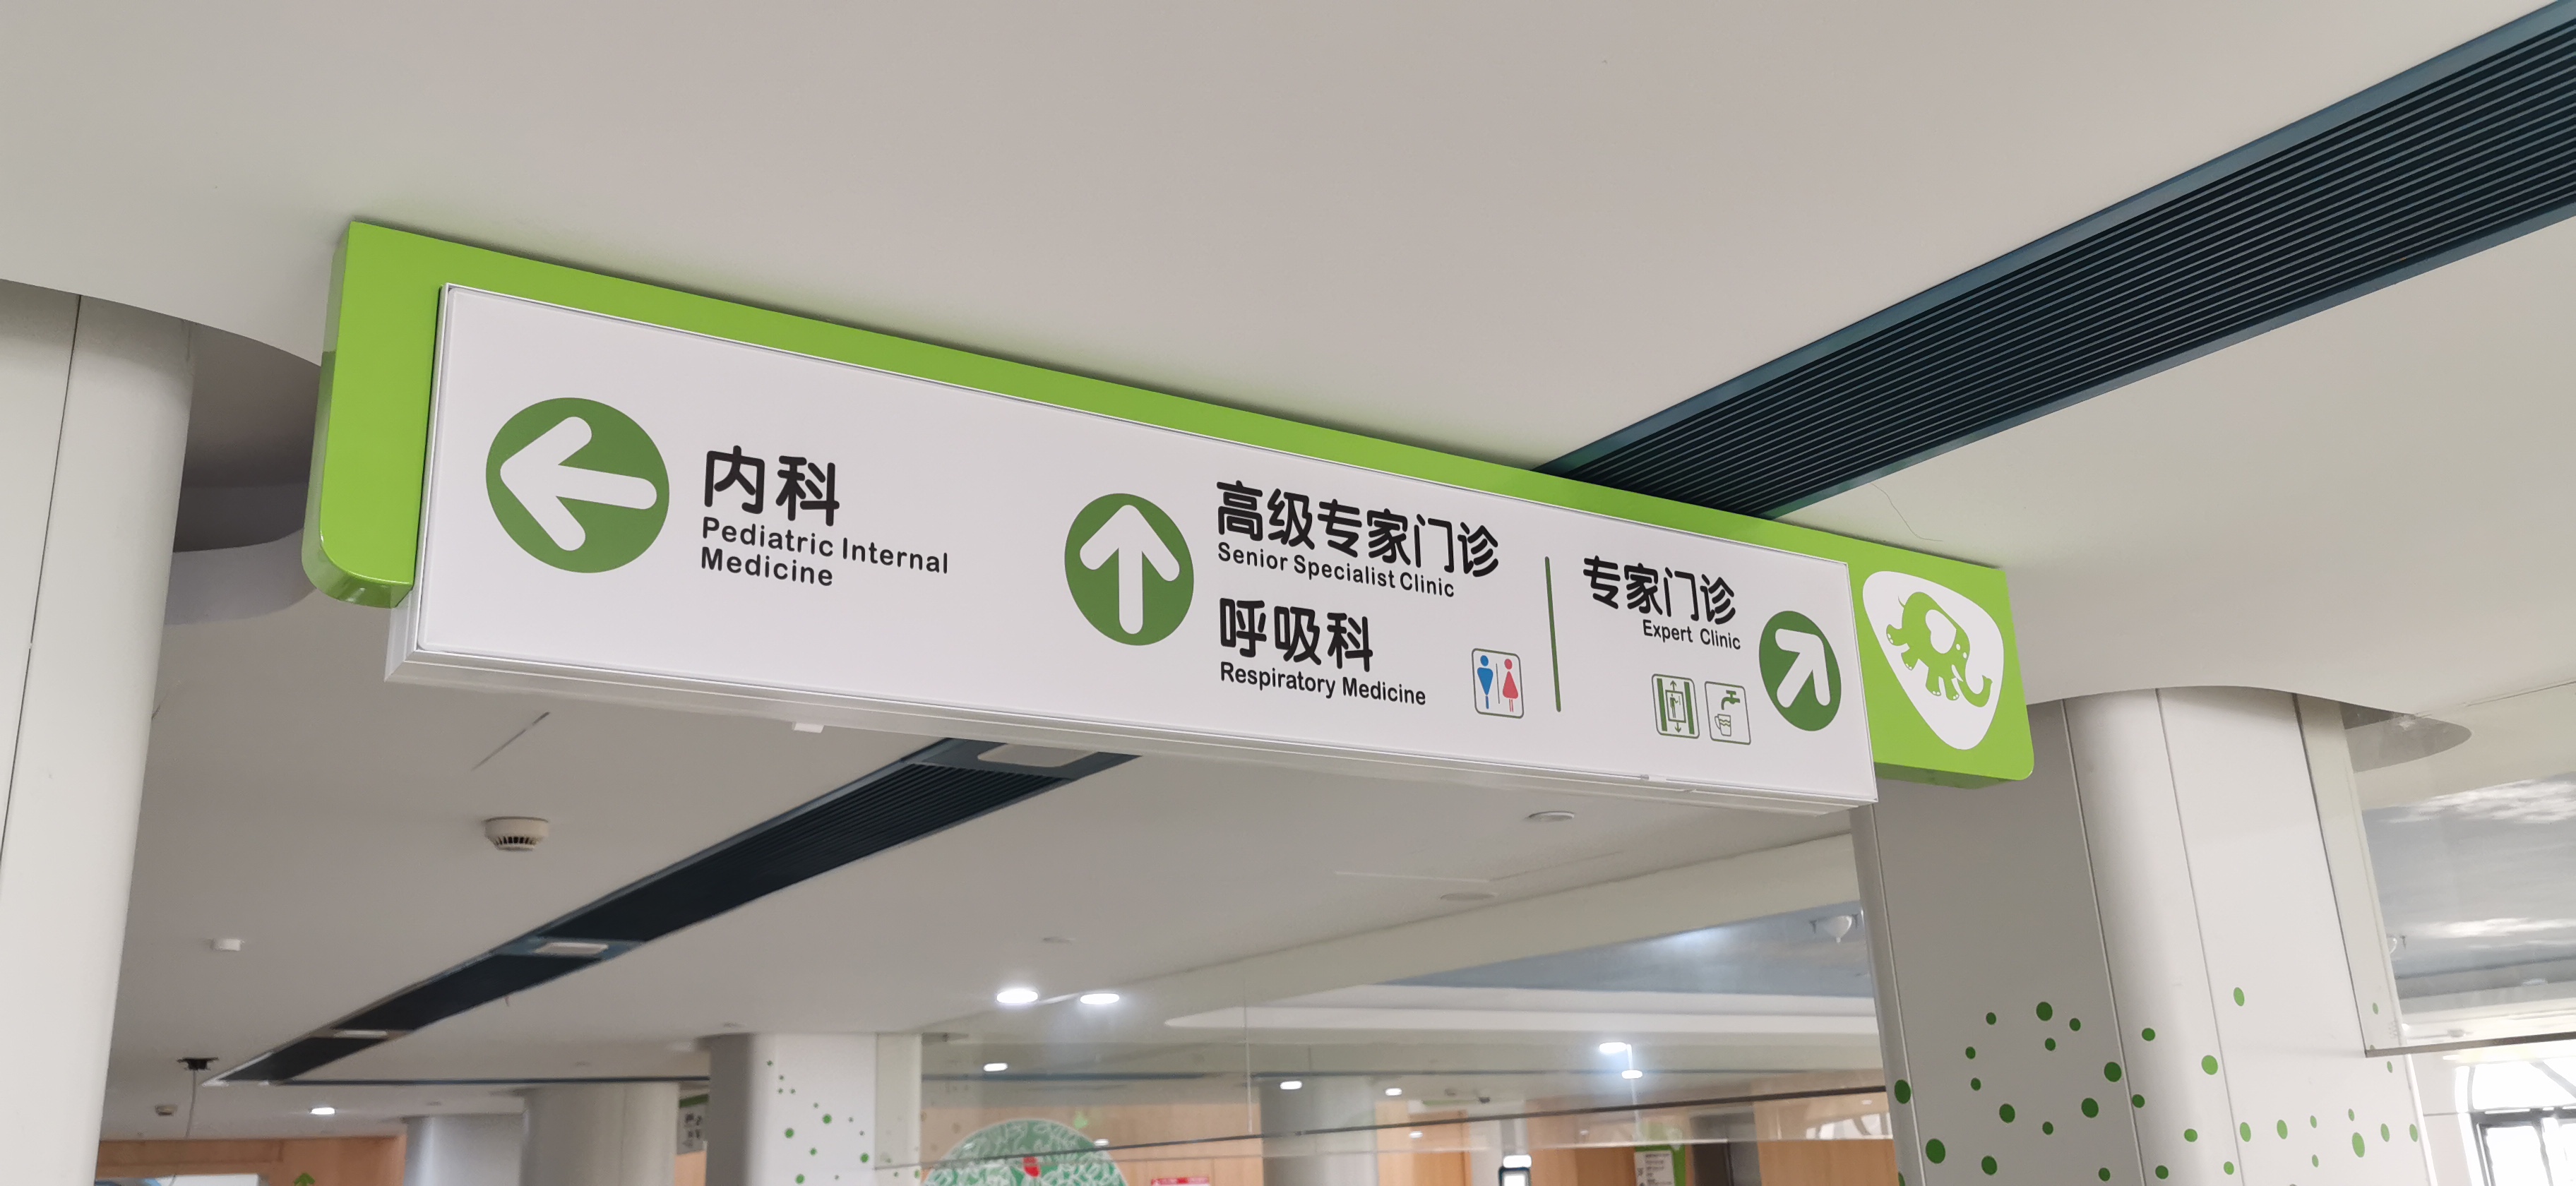 内科
Pediatric Internal
Medicine
高级专家门诊
Senior Specialist Clinic
呼吸科
Respiratory Medicine
专家门诊
Expert Clinic